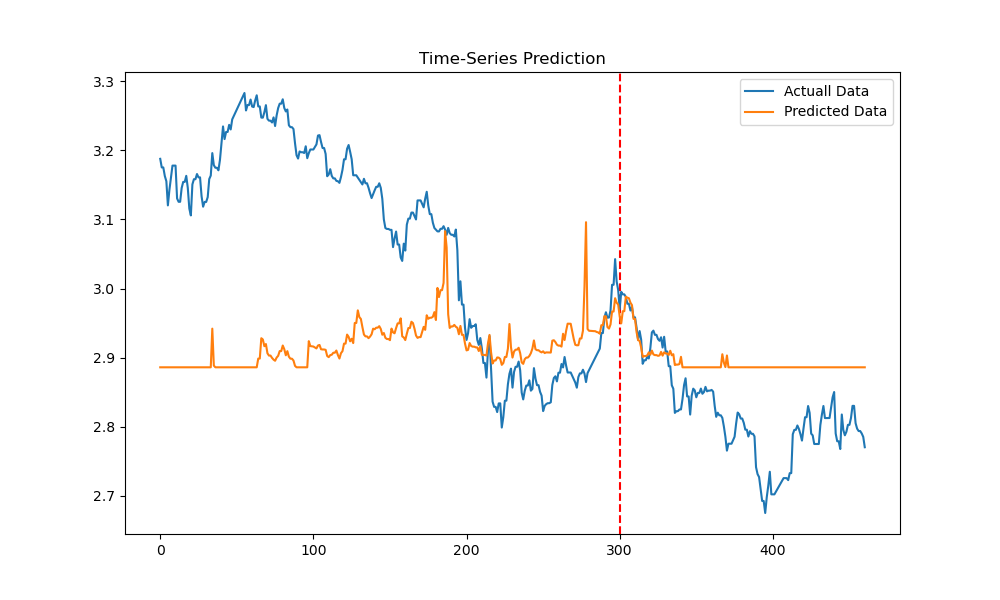 Time-Series Prediction
Actuall Data
Predicted Data
3.3
3.2
3.1
3.0
2.9
2.8
2.7
0 100 200 300 400